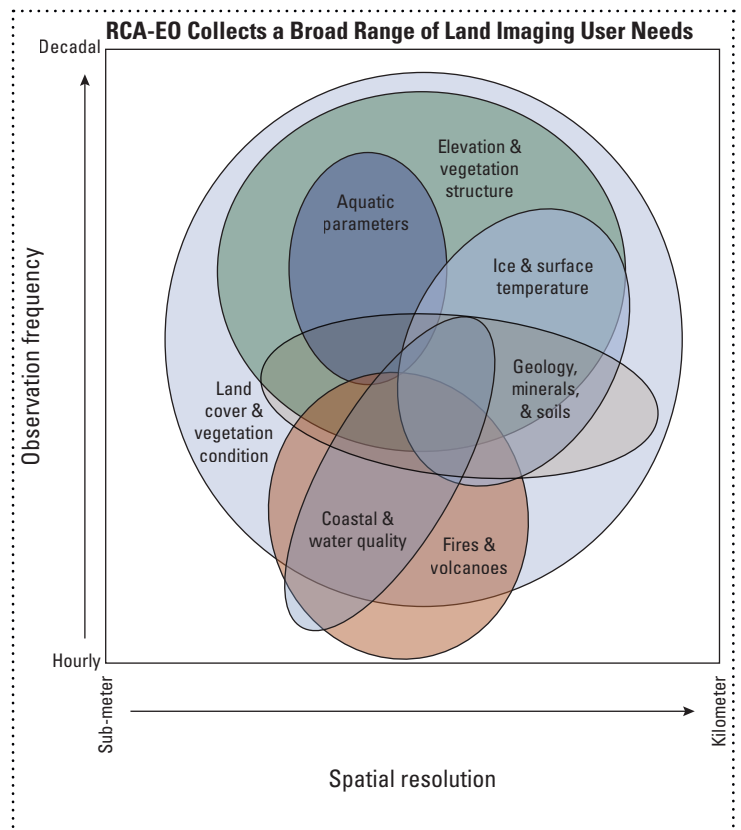 RCA-EO Collects a Broad Range of Land Imaging User Needs
Decadal
Elevation &
vegetation
structure
Aquatic
parameters
Ice & surface
temperature
Observation frequency
Geology,
minerals,
& soils
Land
cover &
vegetation
condition
Coastal &
water quality
Fires &
volcanoes
Hourly
Sub-meter
Kilometer
Spatial resolution